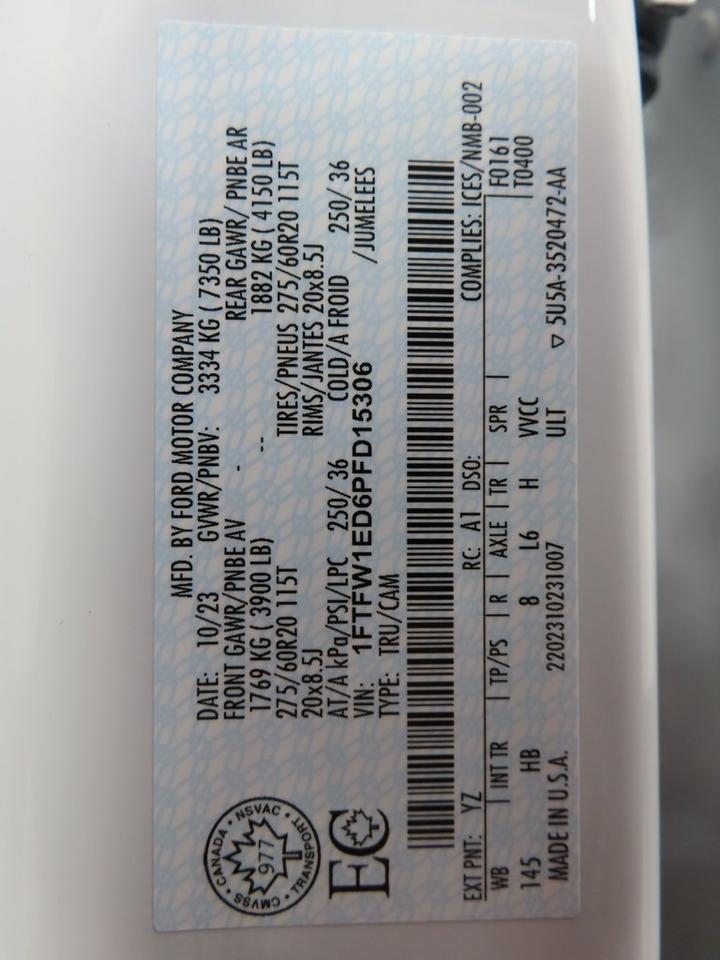 MFD. BY FORD MOTOR COMPANY
DATE: 10/23 GVWR/PNBV: 3334 KG ( 7350 LB)
FRONT GAWR/PNBE AV - REAR GAWR/ PNBE AR
1769 KG ( 3900 LB) -- 1882 KG ( 4150 LB)
275/60R20 115T TIRES/PNEUS 275/60R20 115T
20x8.5J RIMS/JANTES 20x8.5J
AT/A kPa/PSI/LPC 250/ 36 COLD/A FROID 250/ 36
VIN: 1FTFW1ED6PFD15306 /JUMELEES
TYPE: TRU/CAM
CANADA • NSVAC • TRANSPORT • CMVSS •
977
EC
EXT PNT: YZ RC: A1 DSO: COMPLIES: ICES/NMB-002
WB | INT TR | TP/PS | R | AXLE | TR | SPR | F0161
145 HB 8 L6 H VVCC T0400
ULT
MADE IN U.S.A. 2202310231007 ▽ 5U5A-3520472-AA